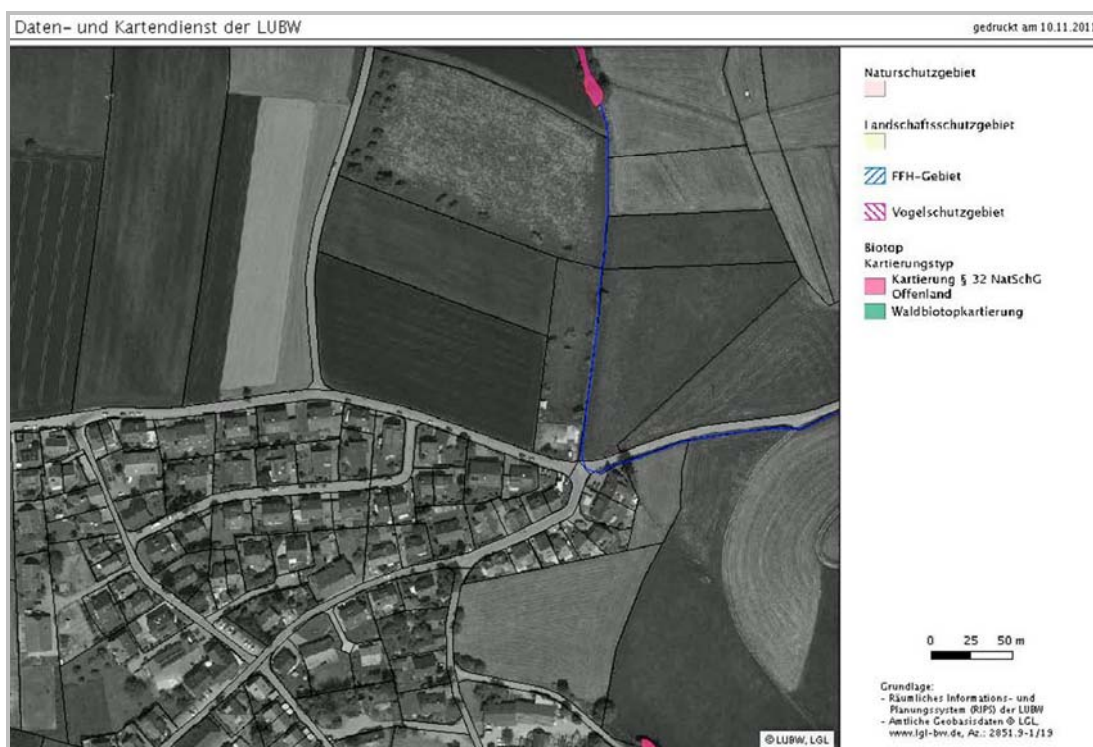 Daten- und Kartendienst der LUBW
gedruckt am 10.11.2011
Naturschutzgebiet
Landschaftsschutzgebiet
FFH-Gebiet
Vogelschutzgebiet
Biotop
Kartierungstyp
Kartierung § 32 NatSchG
Offenland
Waldbiotopkartierung
0 25 50 m
Grundlage:
- Räumliches Informations- und
Planungssystem (RIPS) der LUBW
- Amtliche Geobasisdaten © LGL,
www.lgl-bw.de, Az.: 2851.9-1/19
© LUBW, LGL